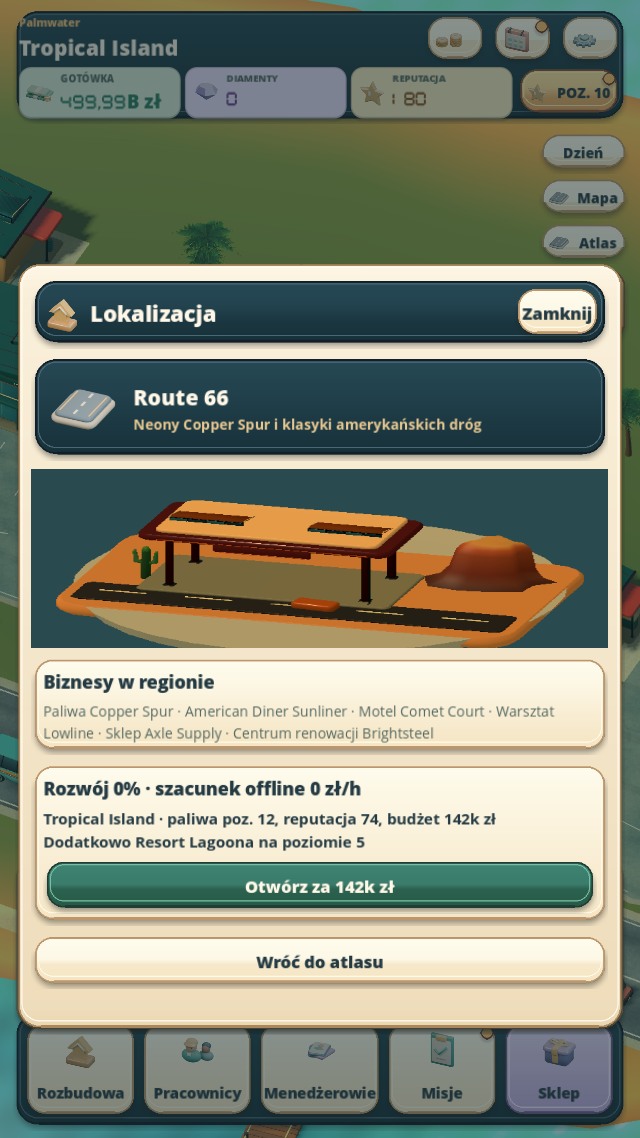 Palmwater
Tropical Island
GOTÓWKA
499,99B zł
DIAMENTY
0
REPUTACJA
180
POZ. 10
Dzień
Mapa
Atlas
Lokalizacja
Zamknij
Route 66
Neony Copper Spur i klasyki amerykańskich dróg
Biznesy w regionie
Paliwa Copper Spur · American Diner Sunliner · Motel Comet Court · Warsztat
Lowline · Sklep Axle Supply · Centrum renowacji Brightsteel
Rozwój 0% · szacunek offline 0 zł/h
Tropical Island · paliwa poz. 12, reputacja 74, budżet 142k zł
Dodatkowo Resort Lagoona na poziomie 5
Otwórz za 142k zł
Wróć do atlasu
Rozbudowa
Pracownicy
Menedżerowie
Misje
Sklep